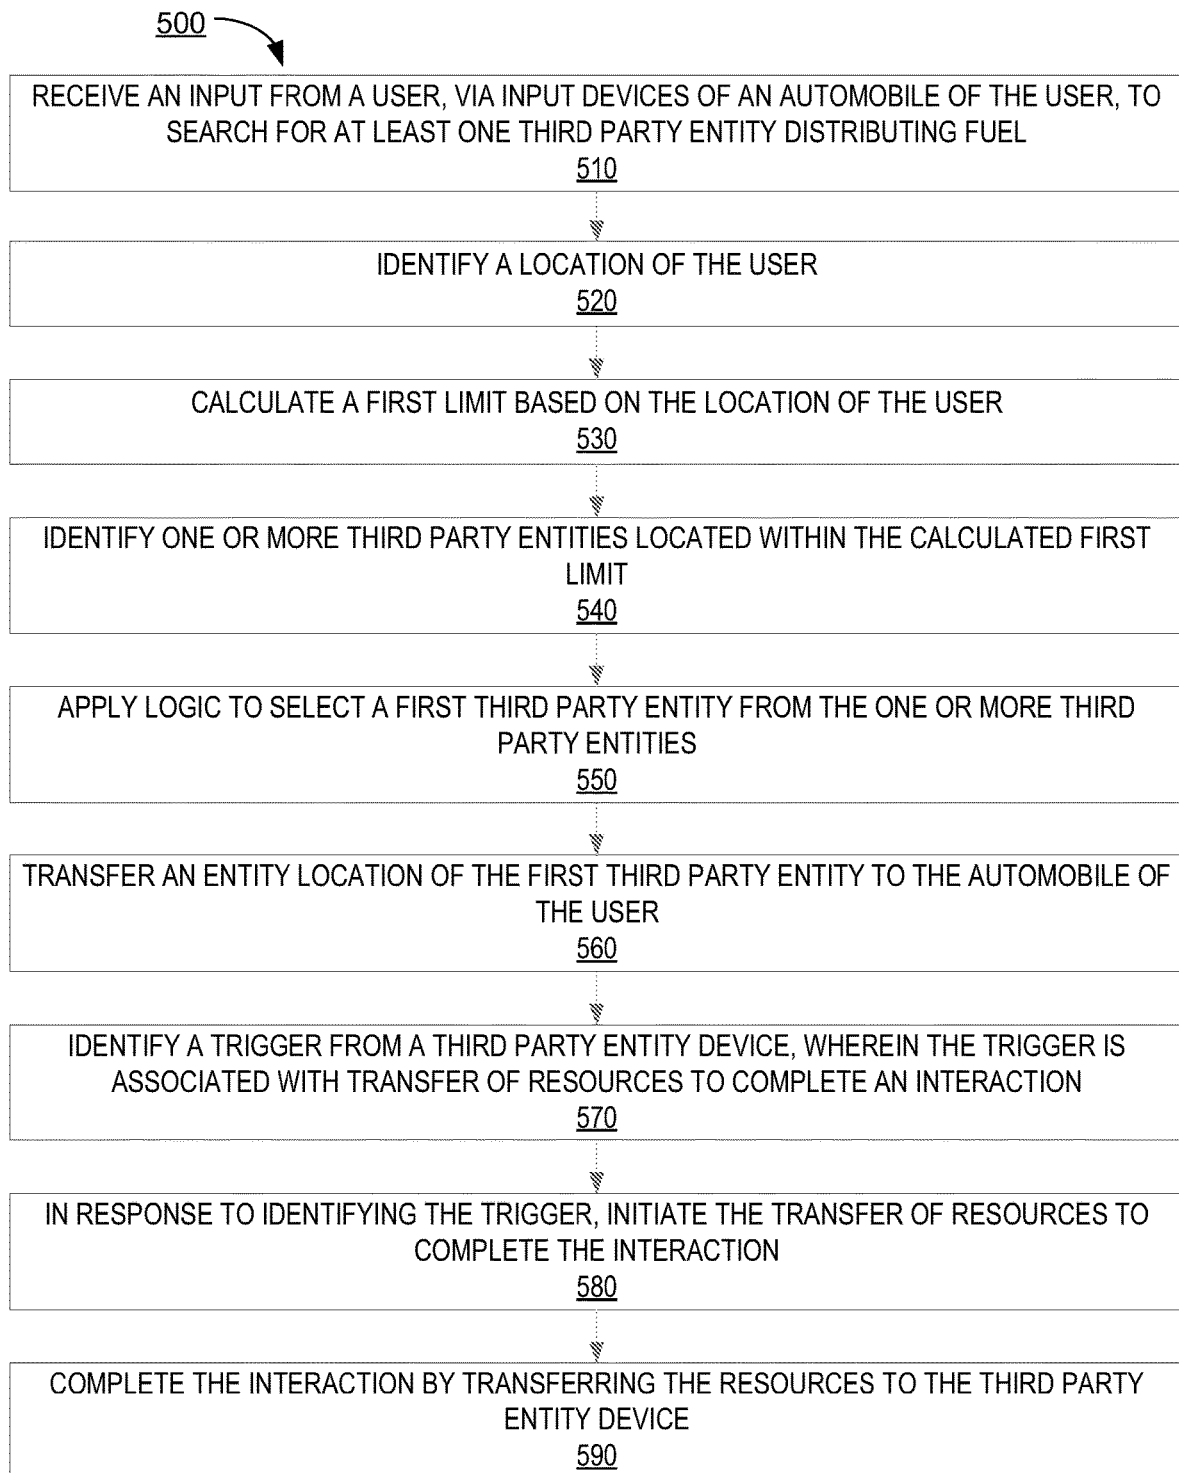 500
RECEIVE AN INPUT FROM A USER, VIA INPUT DEVICES OF AN AUTOMOBILE OF THE USER, TO
SEARCH FOR AT LEAST ONE THIRD PARTY ENTITY DISTRIBUTING FUEL
510
IDENTIFY A LOCATION OF THE USER
520
CALCULATE A FIRST LIMIT BASED ON THE LOCATION OF THE USER
530
IDENTIFY ONE OR MORE THIRD PARTY ENTITIES LOCATED WITHIN THE CALCULATED FIRST
LIMIT
540
APPLY LOGIC TO SELECT A FIRST THIRD PARTY ENTITY FROM THE ONE OR MORE THIRD
PARTY ENTITIES
550
TRANSFER AN ENTITY LOCATION OF THE FIRST THIRD PARTY ENTITY TO THE AUTOMOBILE OF
THE USER
560
IDENTIFY A TRIGGER FROM A THIRD PARTY ENTITY DEVICE, WHEREIN THE TRIGGER IS
ASSOCIATED WITH TRANSFER OF RESOURCES TO COMPLETE AN INTERACTION
570
IN RESPONSE TO IDENTIFYING THE TRIGGER, INITIATE THE TRANSFER OF RESOURCES TO
COMPLETE THE INTERACTION
580
COMPLETE THE INTERACTION BY TRANSFERRING THE RESOURCES TO THE THIRD PARTY
ENTITY DEVICE
590